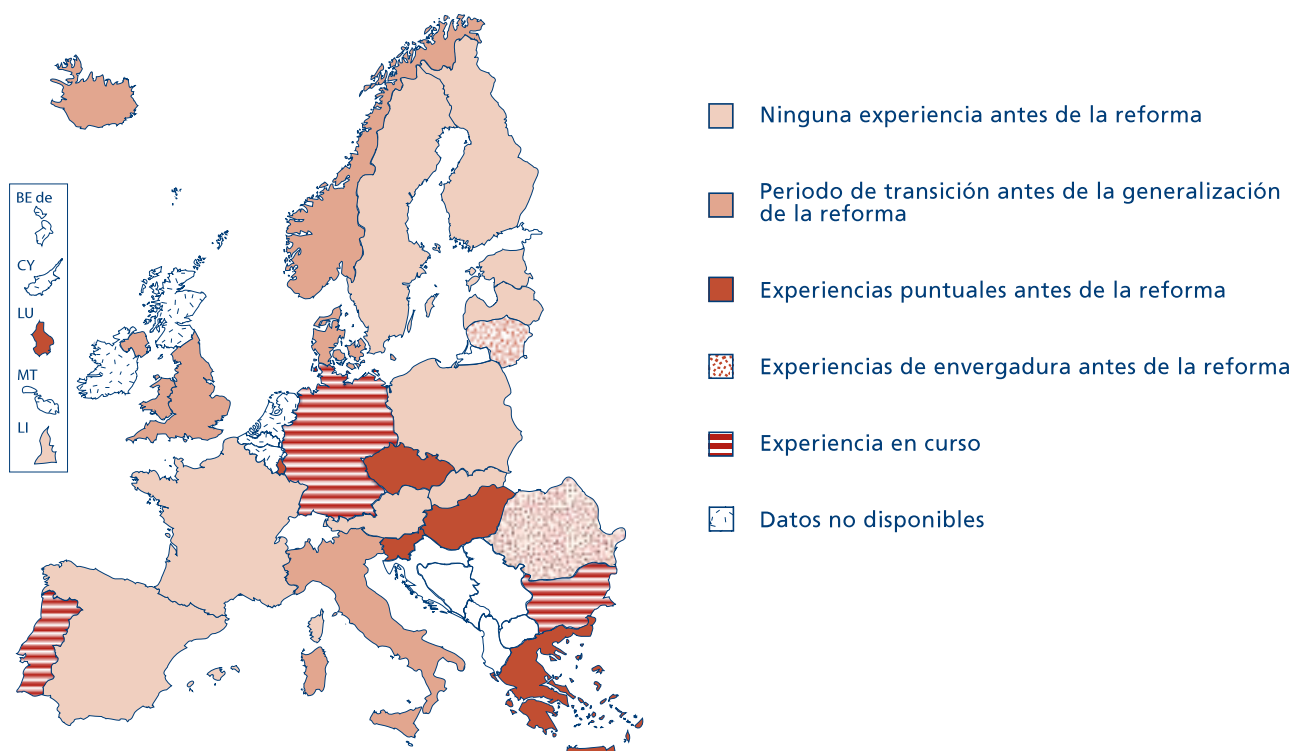 BE de
CY
LU
MT
LI
Ninguna experiencia antes de la reforma
Periodo de transición antes de la generalización
de la reforma
Experiencias puntuales antes de la reforma
Experiencias de envergadura antes de la reforma
Experiencia en curso
Datos no disponibles